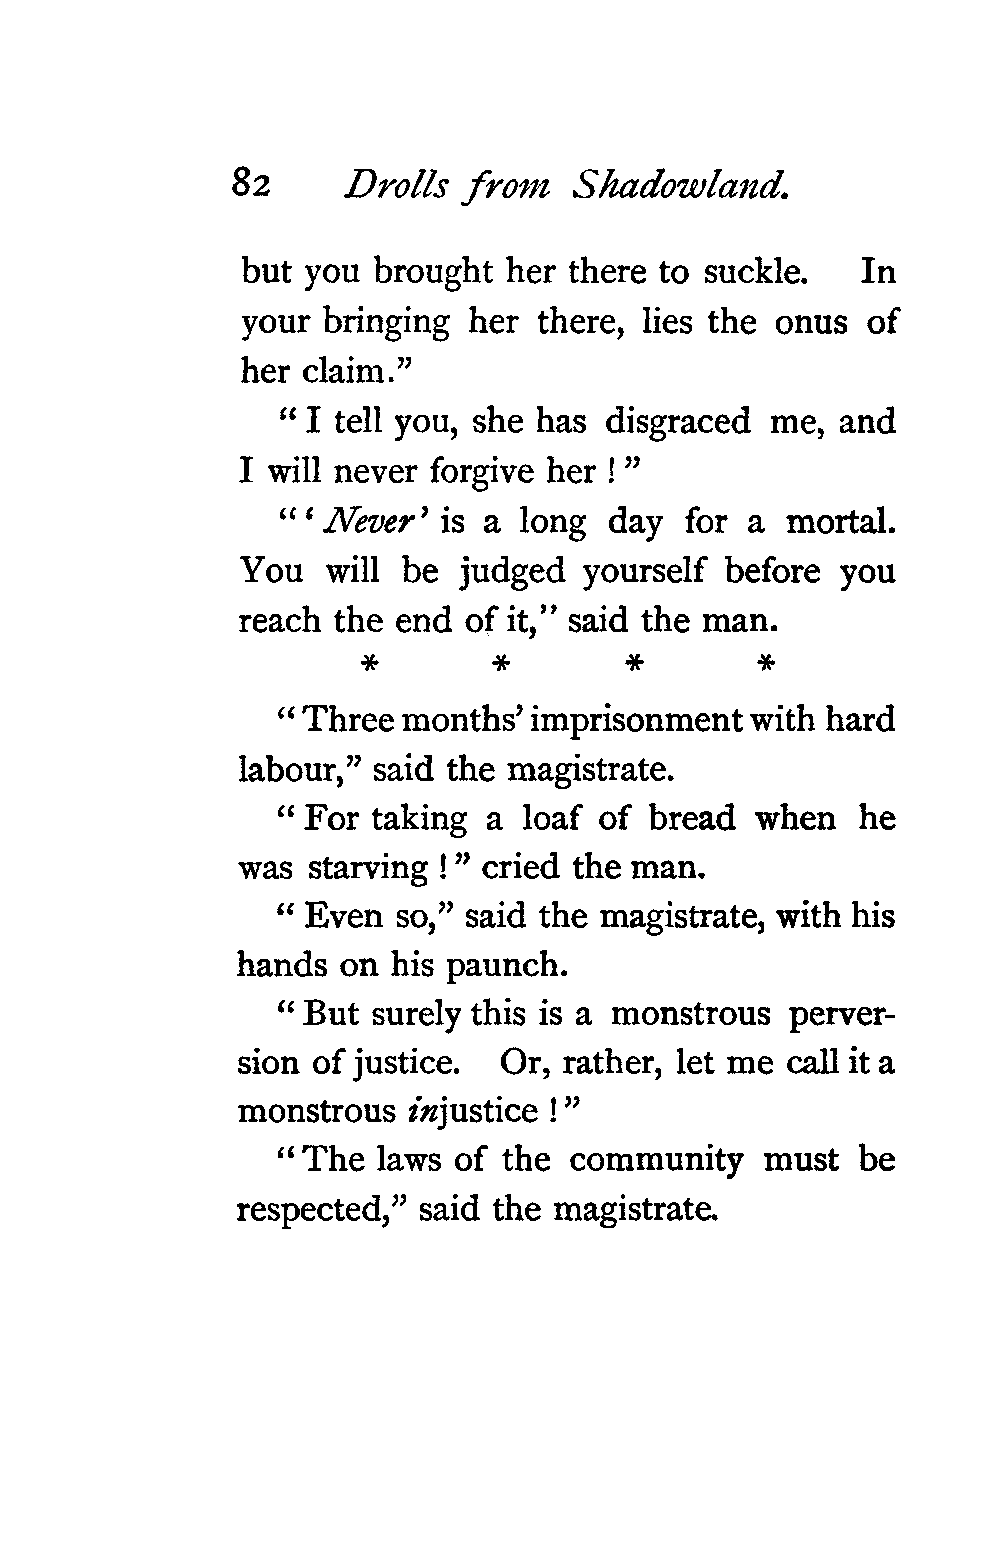 82 Drolls from Shadowland.
but you brought her there to suckle. In
your bringing her there, lies the onus of
her claim.”
“ I tell you, she has disgraced me, and
I will never forgive her ! ”
“ ‘ Never ’ is a long day for a mortal.
You will be judged yourself before you
reach the end of it,” said the man.
* * * *
“ Three months’ imprisonment with hard
labour,” said the magistrate.
“ For taking a loaf of bread when he
was starving ! ” cried the man.
“ Even so,” said the magistrate, with his
hands on his paunch.
“ But surely this is a monstrous perver-
sion of justice. Or, rather, let me call it a
monstrous injustice ! ”
“ The laws of the community must be
respected,” said the magistrate.